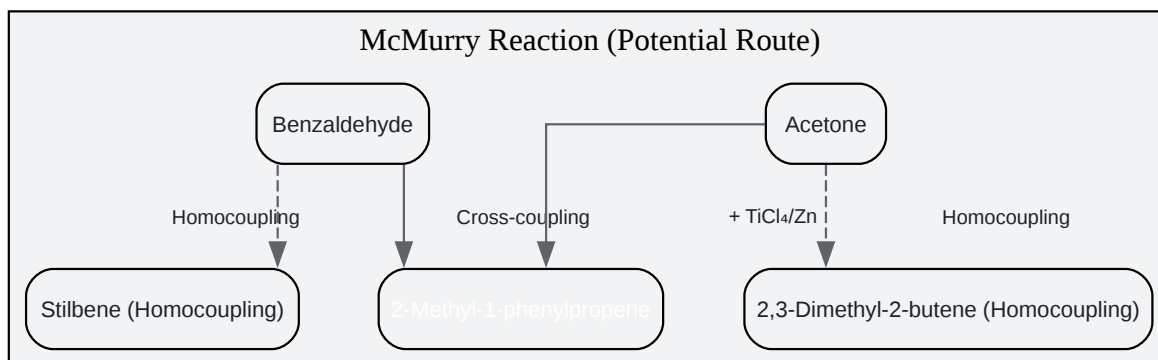 McMurry Reaction (Potential Route)
Benzaldehyde
Acetone
Homocoupling
Cross-coupling
+ TiCl₄/Zn
Homocoupling
Stilbene (Homocoupling)
2-Methyl-1-phenylpropene
2,3-Dimethyl-2-butene (Homocoupling)